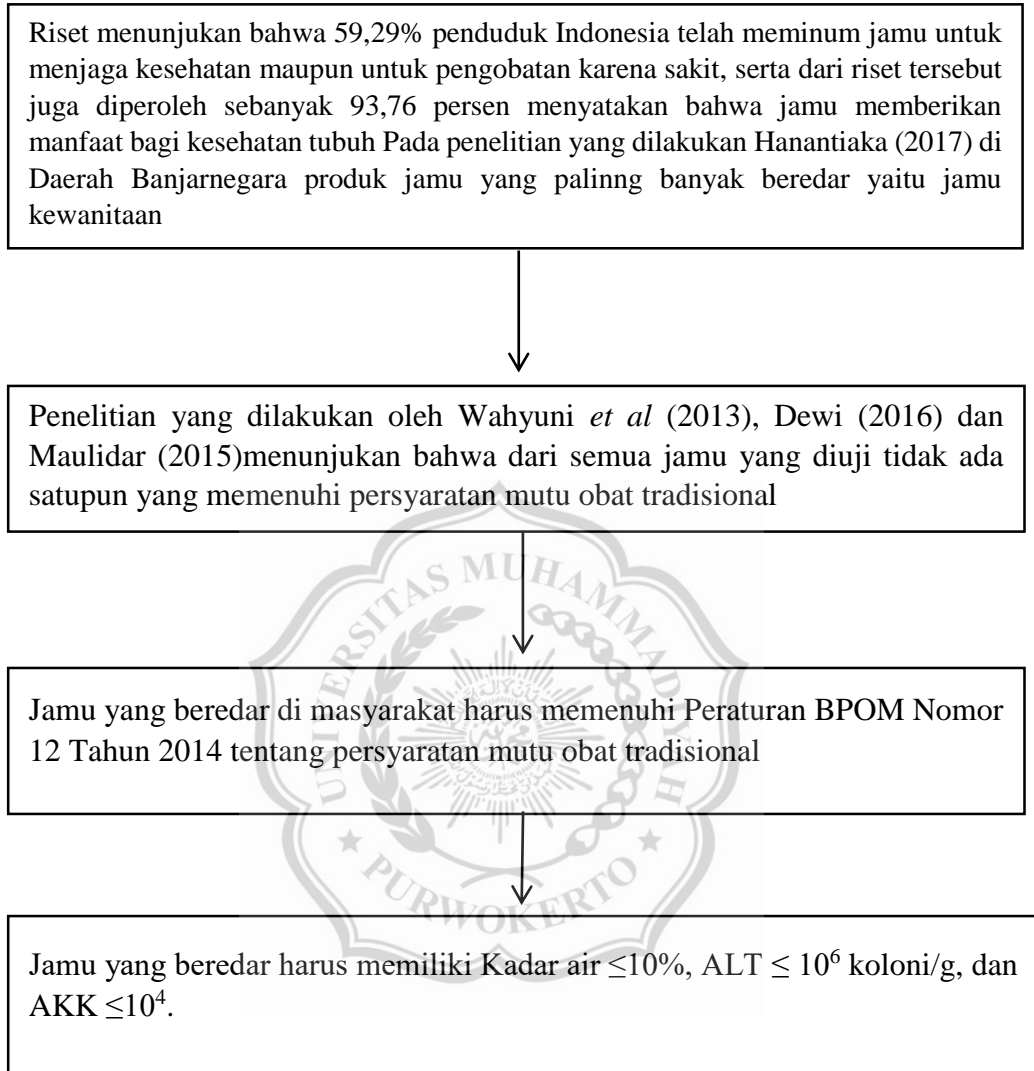 Riset menunjukan bahwa 59,29% penduduk Indonesia telah meminum jamu untuk
menjaga kesehatan maupun untuk pengobatan karena sakit, serta dari riset tersebut
juga diperoleh sebanyak 93,76 persen menyatakan bahwa jamu memberikan
manfaat bagi kesehatan tubuh Pada penelitian yang dilakukan Hanantiaka (2017) di
Daerah Banjarnegara produk jamu yang palinng banyak beredar yaitu jamu
kewanitaan
Penelitian yang dilakukan oleh Wahyuni et al (2013), Dewi (2016) dan
Maulidar (2015)menunjukan bahwa dari semua jamu yang diuji tidak ada
satupun yang memenuhi persyaratan mutu obat tradisional
UNIVERSITAS MUHAMMADIYAH
Jamu yang beredar di masyarakat harus memenuhi Peraturan BPOM Nomor
12 Tahun 2014 tentang persyaratan mutu obat tradisional
PURWOKERTO
Jamu yang beredar harus memiliki Kadar air ≤10%, ALT ≤ 10⁶ koloni/g, dan
AKK ≤10⁴.